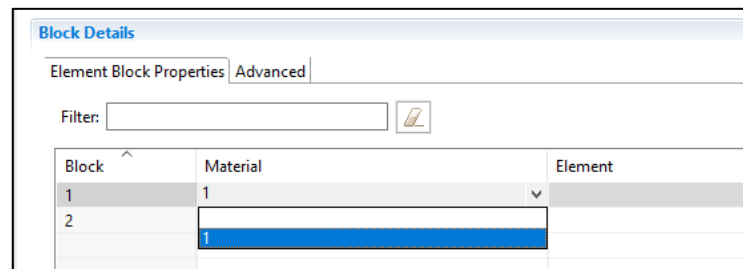 Block Details
Element Block Properties Advanced
Filter:
Block Material Element
1 1
2
1